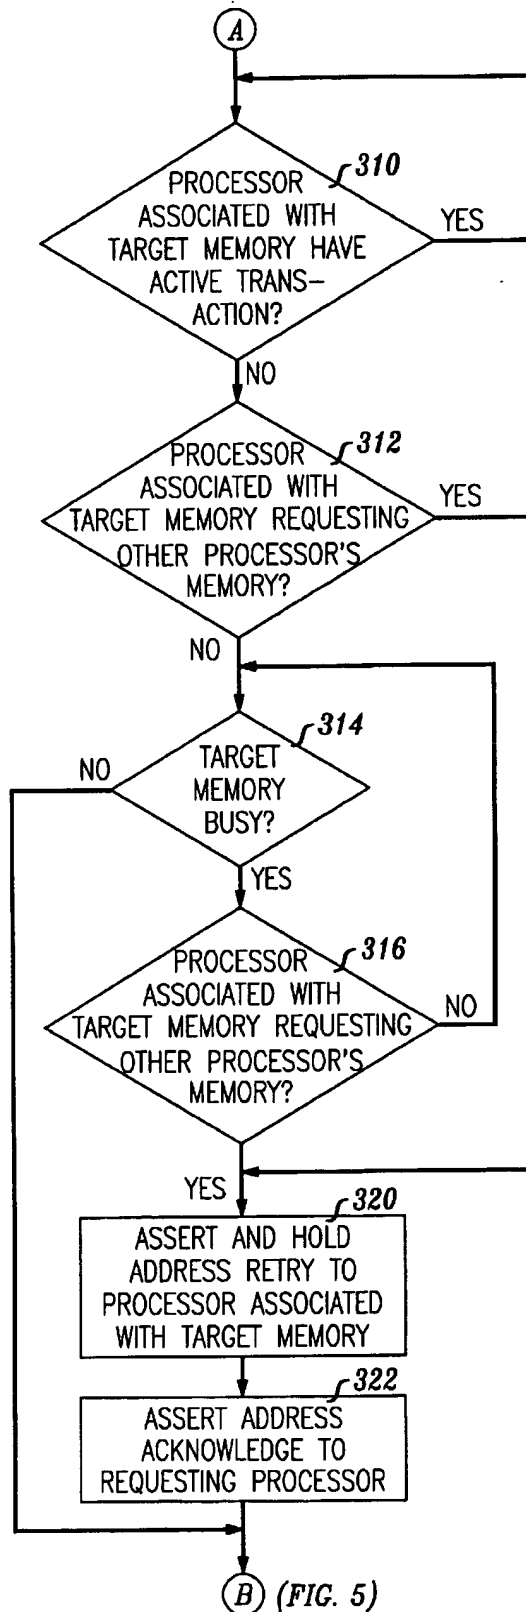 A
310
PROCESSOR
ASSOCIATED WITH
TARGET MEMORY HAVE
ACTIVE TRANS-
ACTION?
YES
NO
312
PROCESSOR
ASSOCIATED WITH
TARGET MEMORY REQUESTING
OTHER PROCESSOR'S
MEMORY?
YES
NO
314
TARGET
MEMORY
BUSY?
NO
YES
316
PROCESSOR
ASSOCIATED WITH
TARGET MEMORY REQUESTING
OTHER PROCESSOR'S
MEMORY?
NO
YES
320
ASSERT AND HOLD
ADDRESS RETRY TO
PROCESSOR ASSOCIATED
WITH TARGET MEMORY
322
ASSERT ADDRESS
ACKNOWLEDGE TO
REQUESTING PROCESSOR
B (FIG. 5)